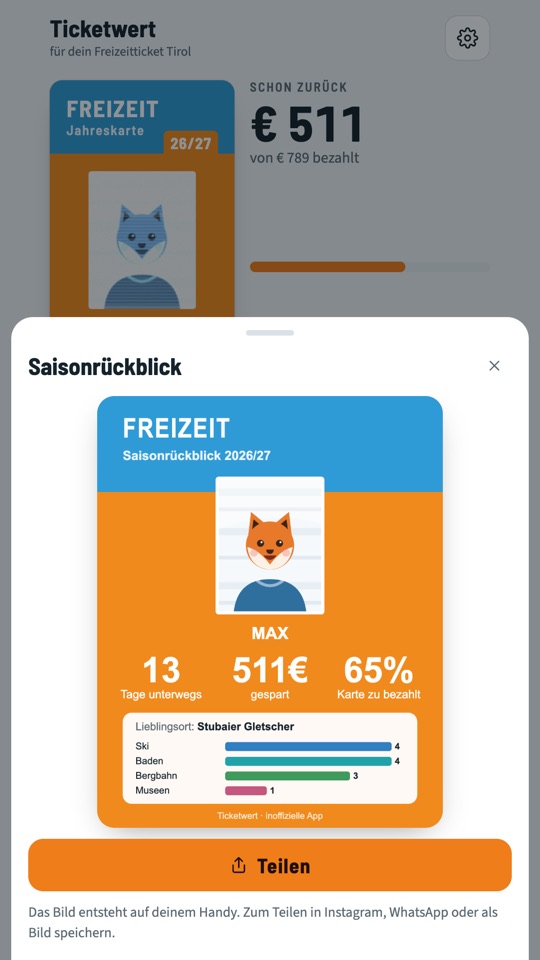 Ticketwert
für dein Freizeitticket Tirol
FREIZEIT
Jahreskarte
26/27
SCHON ZURÜCK
€ 511
von € 789 bezahlt
Saisonrückblick
FREIZEIT
Saisonrückblick 2026/27
MAX
13
Tage unterwegs
511€
gespart
65%
Karte zu bezahlt
Lieblingsort: Stubaier Gletscher
Ski 4
Baden 4
Bergbahn 3
Museen 1
Ticketwert · inoffizielle App
Teilen
Das Bild entsteht auf deinem Handy. Zum Teilen in Instagram, WhatsApp oder als
Bild speichern.